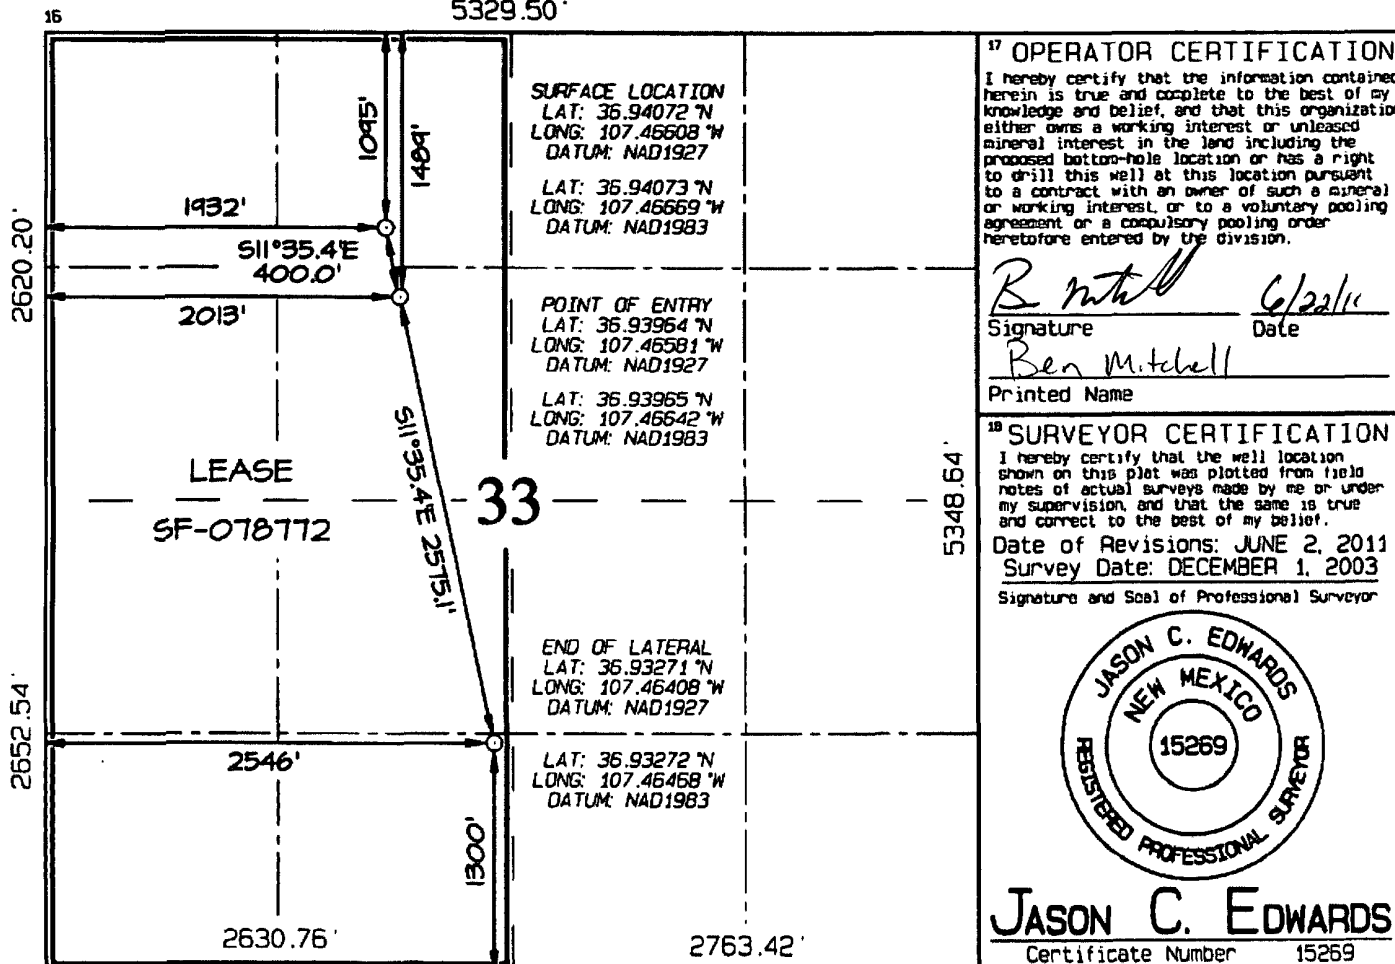 16
5329.50'
1095'
1489'
1932'
S11°35.4'E
400.0'
2013'
2620.20'
S11°35.4'E 2575.1'
LEASE
SF-078772
33
5348.64'
2652.54'
2546'
1300'
2630.76'
2763.42'
SURFACE LOCATION
LAT: 36.94072 °N
LONG: 107.46608 °W
DATUM: NAD1927
LAT: 36.94073 °N
LONG: 107.46669 °W
DATUM: NAD1983
POINT OF ENTRY
LAT: 36.93964 °N
LONG: 107.46581 °W
DATUM: NAD1927
LAT: 36.93965 °N
LONG: 107.46642 °W
DATUM: NAD1983
END OF LATERAL
LAT: 36.93271 °N
LONG: 107.46408 °W
DATUM: NAD1927
LAT: 36.93272 °N
LONG: 107.46468 °W
DATUM: NAD1983
17 OPERATOR CERTIFICATION
I hereby certify that the information contained
herein is true and complete to the best of my
knowledge and belief, and that this organizatio
either owns a working interest or unleased
mineral interest in the land including the
proposed bottom-hole location or has a right
to drill this well at this location pursuant
to a contract with an owner of such a mineral
or working interest, or to a voluntary pooling
agreement or a compulsory pooling order
heretofore entered by the division.
B Mitchell 6/22/11
Signature Date
Ben Mitchell
Printed Name
18 SURVEYOR CERTIFICATION
I hereby certify that the well location
shown on this plat was plotted from field
notes of actual surveys made by me or under
my supervision, and that the same is true
and correct to the best of my belief.
Date of Revisions: JUNE 2, 2011
Survey Date: DECEMBER 1, 2003
Signature and Seal of Professional Surveyor
JASON C. EDWARDS
NEW MEXICO
15269
REGISTERED PROFESSIONAL SURVEYOR
JASON C. EDWARDS
Certificate Number 15269